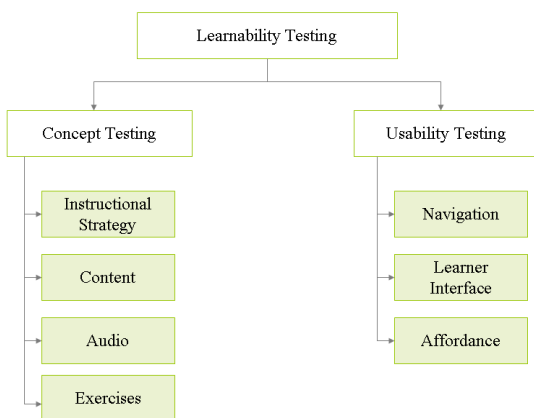 Learnability Testing
Concept Testing
Usability Testing
Instructional
Strategy
Navigation
Content
Learner
Interface
Audio
Affordance
Exercises